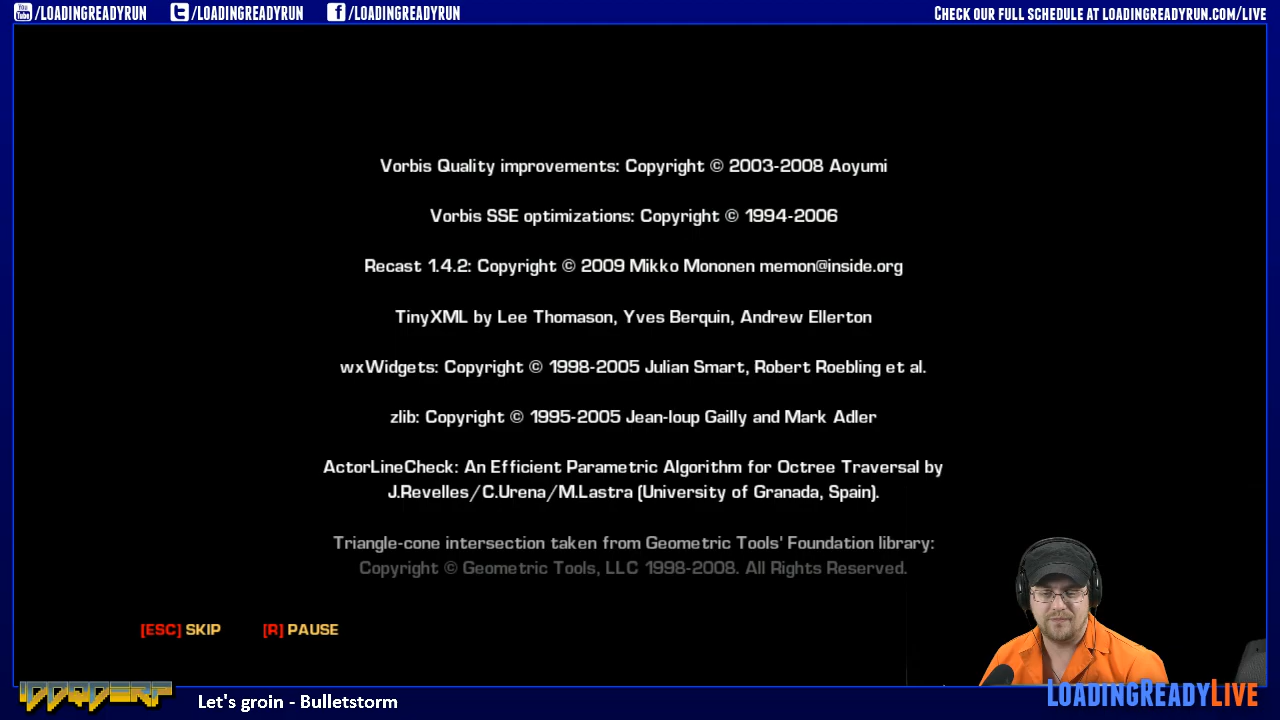 You Tube /LOADINGREADYRUN /LOADINGREADYRUN f /LOADINGREADYRUN CHECK OUR FULL SCHEDULE AT LOADINGREADYRUN.COM/LIVE
Vorbis Quality improvements: Copyright © 2003-2008 Aoyumi
Vorbis SSE optimizations: Copyright © 1994-2006
Recast 1.4.2: Copyright © 2009 Mikko Mononen memon@inside.org
TinyXML by Lee Thomason, Yves Berquin, Andrew Ellerton
wxWidgets: Copyright © 1998-2005 Julian Smart, Robert Roebling et al.
zlib: Copyright © 1995-2005 Jean-loup Gailly and Mark Adler
ActorLineCheck: An Efficient Parametric Algorithm for Octree Traversal by
J.Revelles/C.Urena/M.Lastra (University of Granada, Spain).
Triangle-cone intersection taken from Geometric Tools' Foundation library:
Copyright © Geometric Tools, LLC 1998-2008. All Rights Reserved.
[ESC] SKIP [R] PAUSE
IDDQDERP Let's groin - Bulletstorm LOADINGREADYLIVE